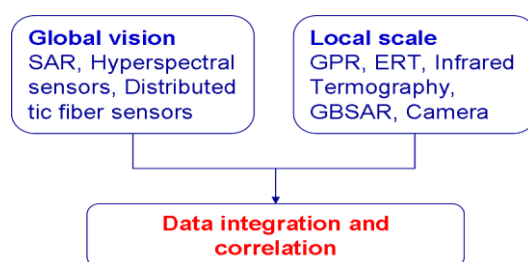 Global vision
SAR, Hyperspectral
sensors, Distributed
tic fiber sensors
Local scale
GPR, ERT, Infrared
Termography,
GBSAR, Camera
Data integration and
correlation